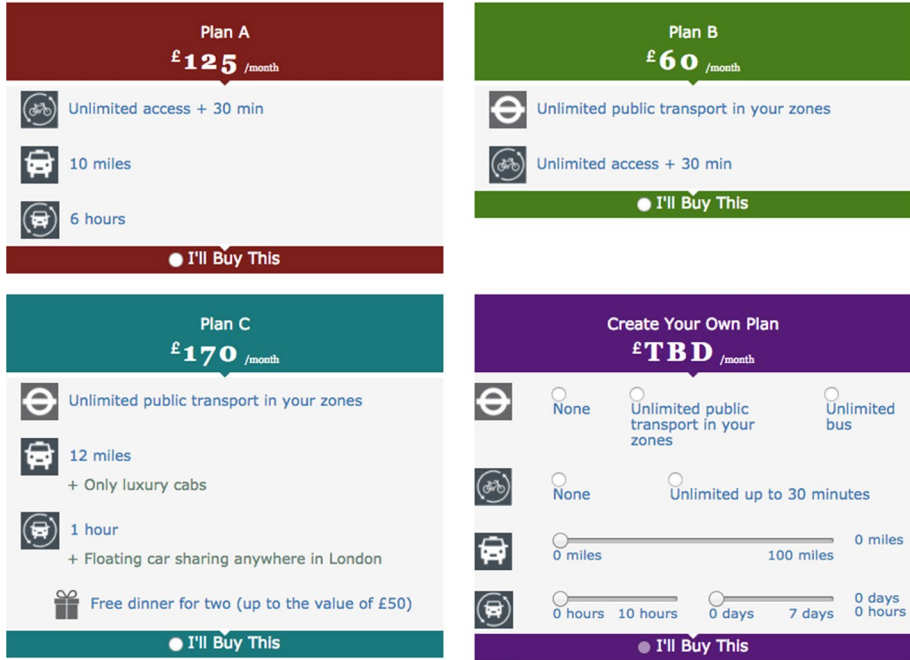 Plan A
£125 /month
Unlimited access + 30 min
10 miles
6 hours
I'll Buy This
Plan B
£60 /month
Unlimited public transport in your zones
Unlimited access + 30 min
I'll Buy This
Plan C
£170 /month
Unlimited public transport in your zones
12 miles
+ Only luxury cabs
1 hour
+ Floating car sharing anywhere in London
Free dinner for two (up to the value of £50)
I'll Buy This
Create Your Own Plan
£TBD /month
None
Unlimited public
transport in your
zones
Unlimited
bus
None
Unlimited up to 30 minutes
0 miles 100 miles 0 miles
0 hours 10 hours 0 days 7 days
0 days
0 hours
I'll Buy This